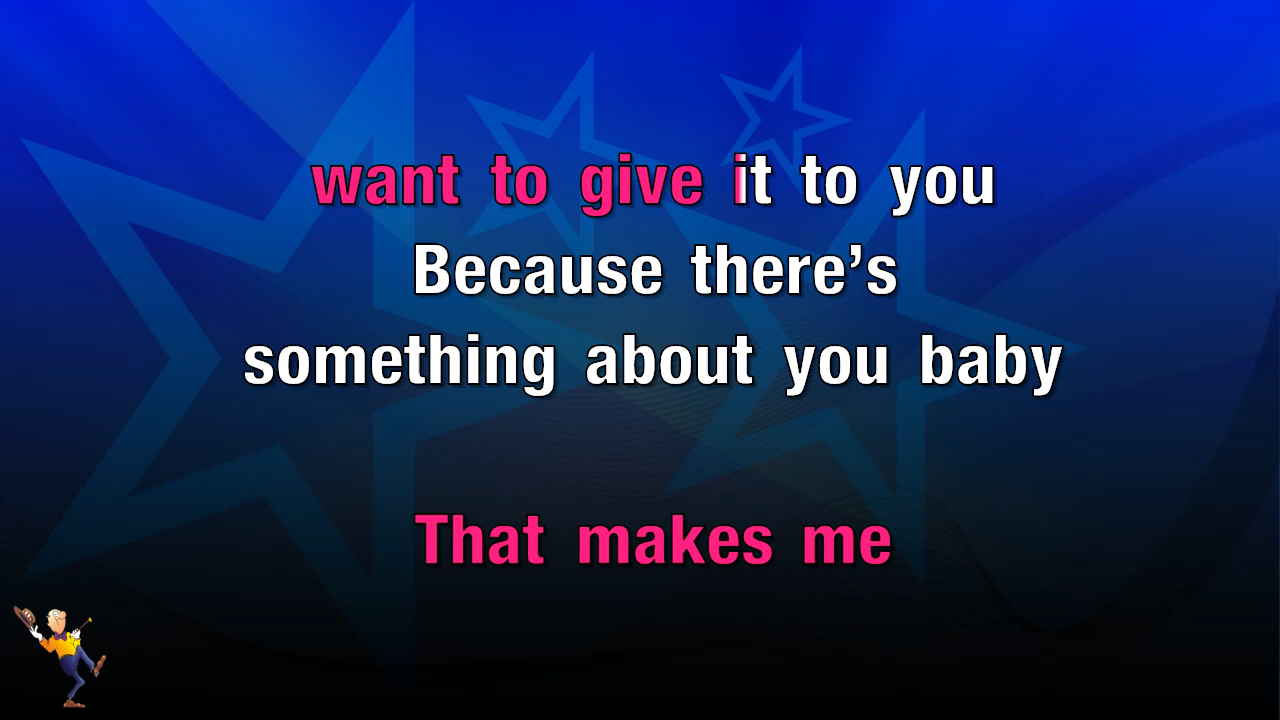 want to give it to you
Because there’s
something about you baby
That makes me